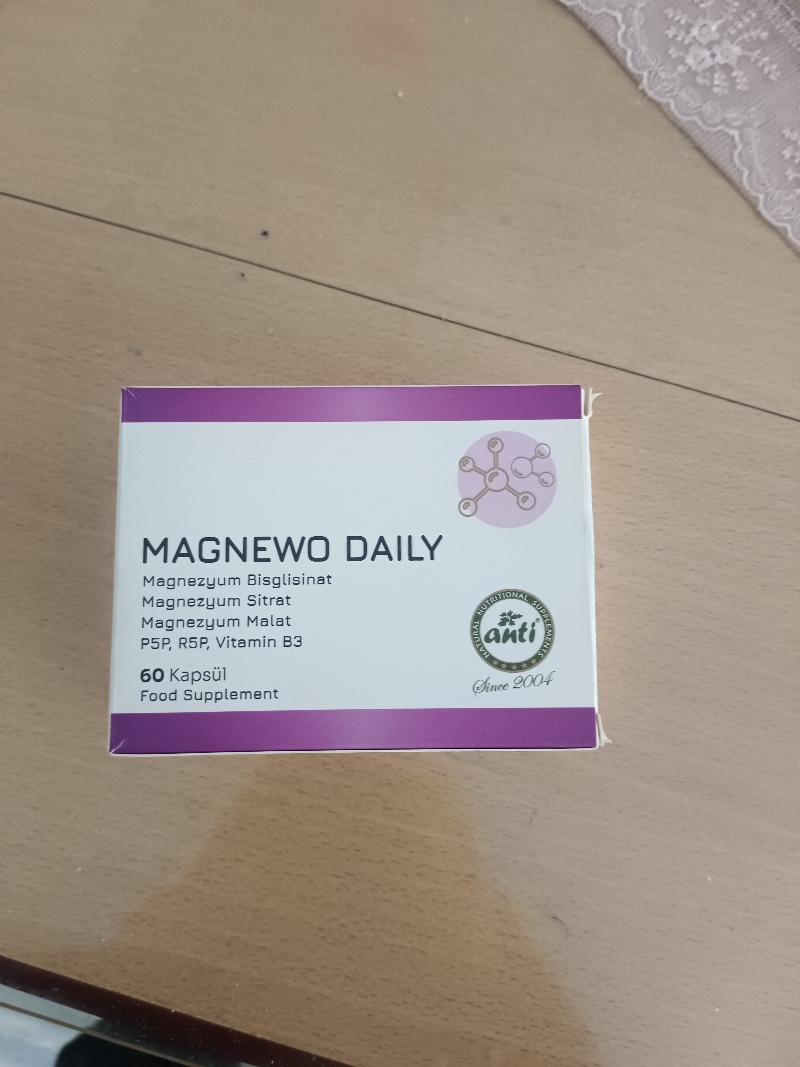 MAGNEWO DAILY
Magnezyum Bisglisinat
Magnezyum Sitrat
Magnezyum Malat
P5P, R5P, Vitamin B3
60 Kapsül
Food Supplement
NATURAL NUTRITIONAL SUPPLEMENTS
anti®
Since 2004